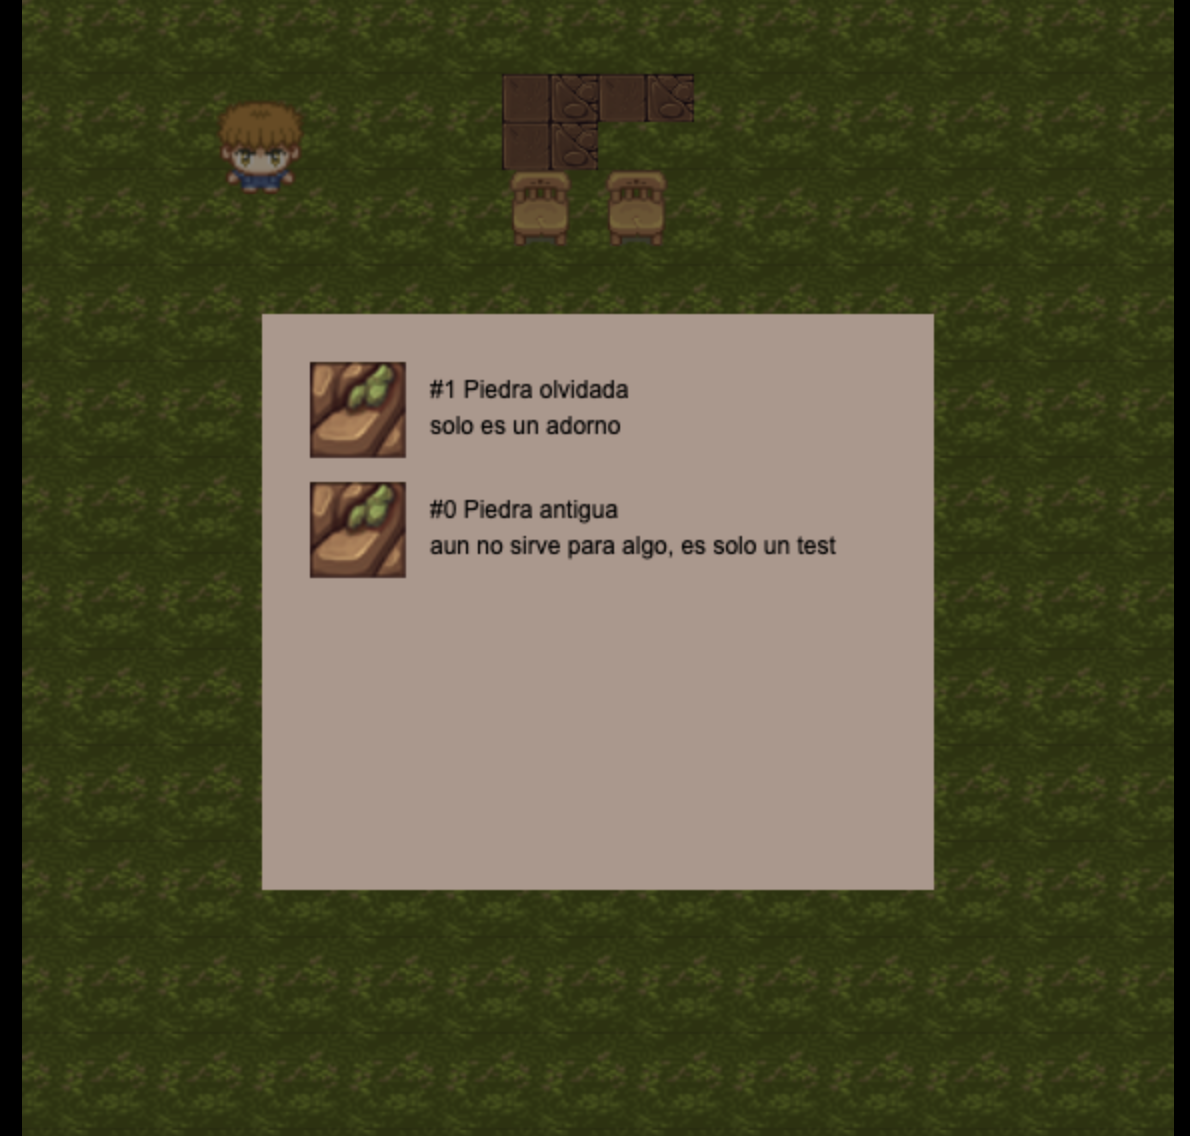 #1 Piedra olvidada
solo es un adorno
#0 Piedra antigua
aun no sirve para algo, es solo un test